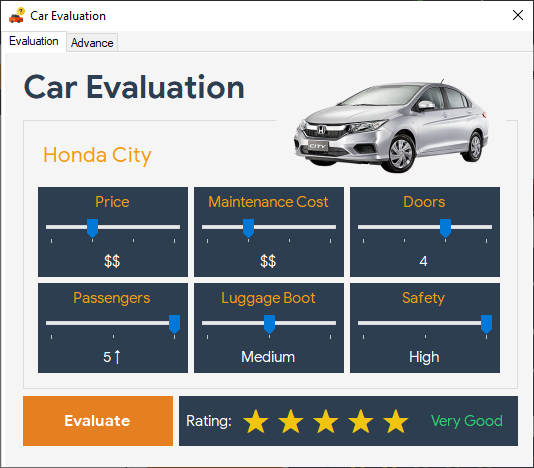 Car Evaluation
Evaluation
Advance
Car Evaluation
CITY
Honda City
Price
Maintenance Cost
Doors
$$
$$
4
Passengers
Luggage Boot
Safety
5↑
Medium
High
Evaluate
Rating:
Very Good